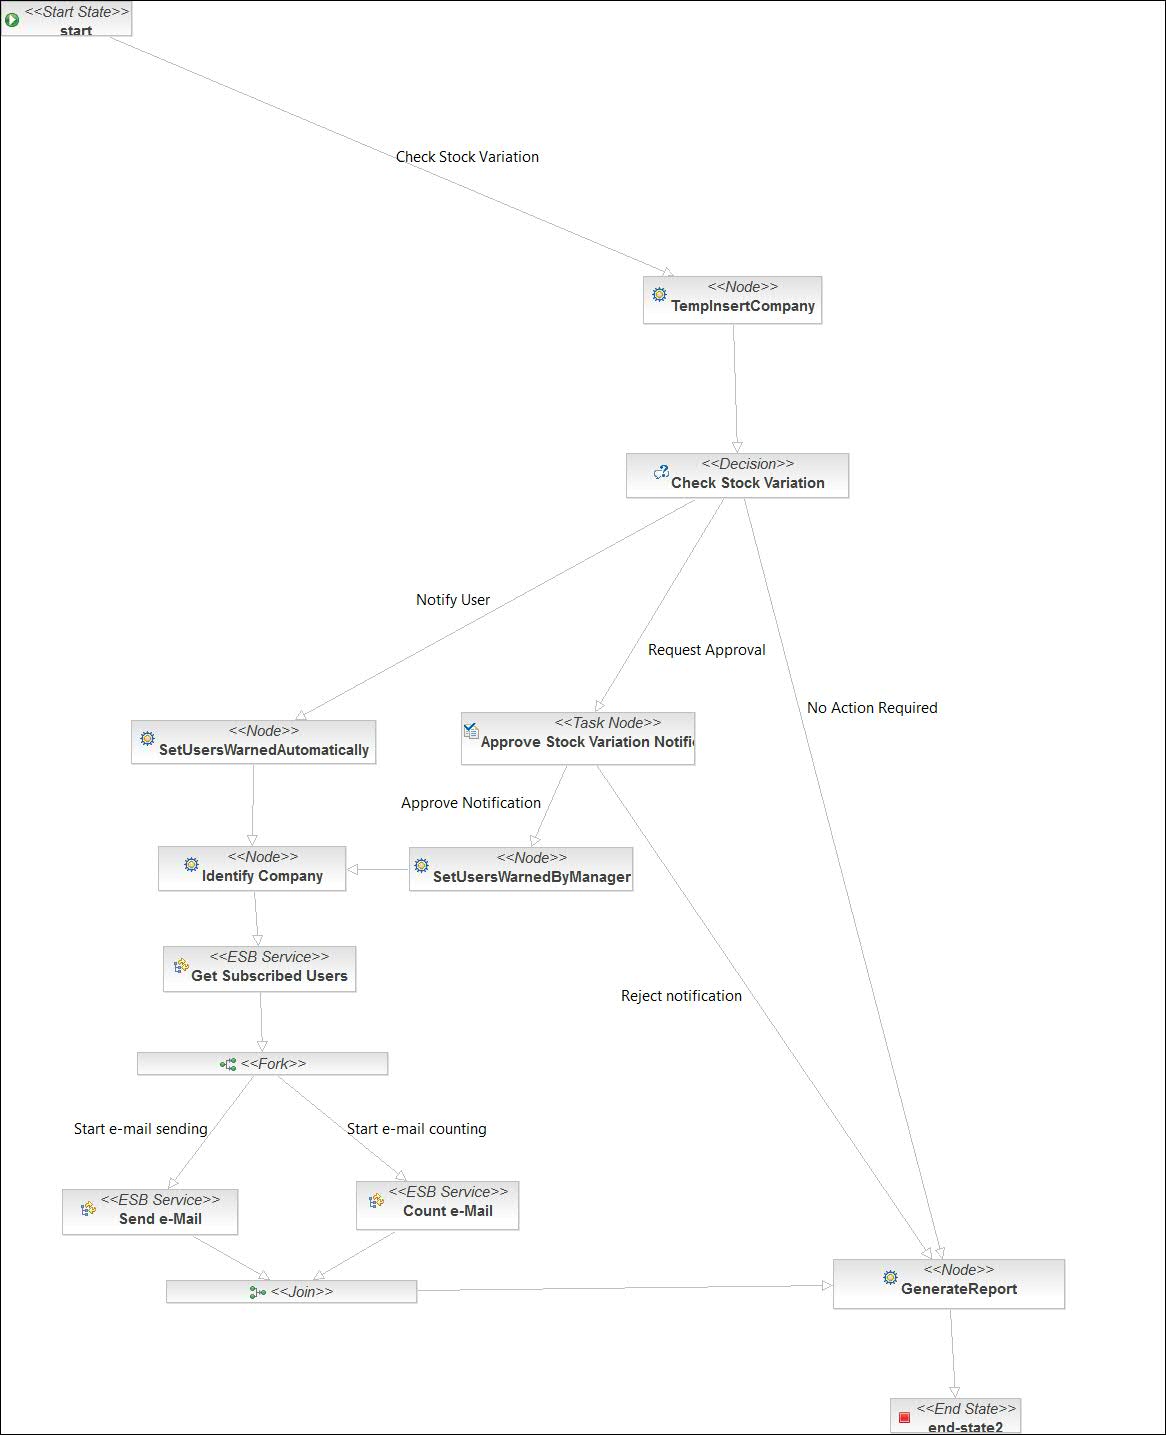 <<Start State>>
start
Check Stock Variation
<<Node>>
TempInsertCompany
<<Decision>>
Check Stock Variation
Notify User
Request Approval
No Action Required
<<Node>>
SetUsersWarnedAutomatically
<<Task Node>>
Approve Stock Variation Notifi
Approve Notification
<<Node>>
Identify Company
<<Node>>
SetUsersWarnedByManager
<<ESB Service>>
Get Subscribed Users
Reject notification
<<Fork>>
Start e-mail sending
Start e-mail counting
<<ESB Service>>
Send e-Mail
<<ESB Service>>
Count e-Mail
<<Join>>
<<Node>>
GenerateReport
<<End State>>
end-state2